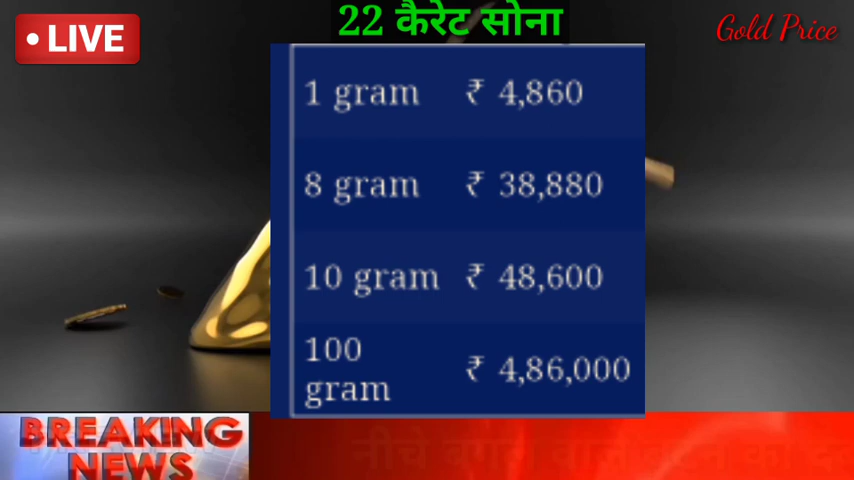 22 कैरेट सोना
• LIVE
Gold Price
1 gram ₹ 4,860
8 gram ₹ 38,880
10 gram ₹ 48,600
100 gram ₹ 4,86,000
BREAKING
NEWS
नीचे